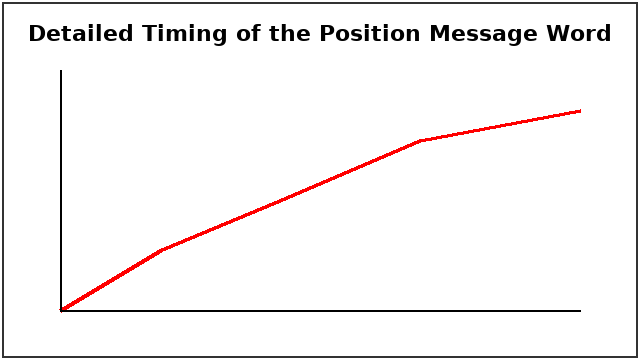 Detailed Timing of the Position Message Word